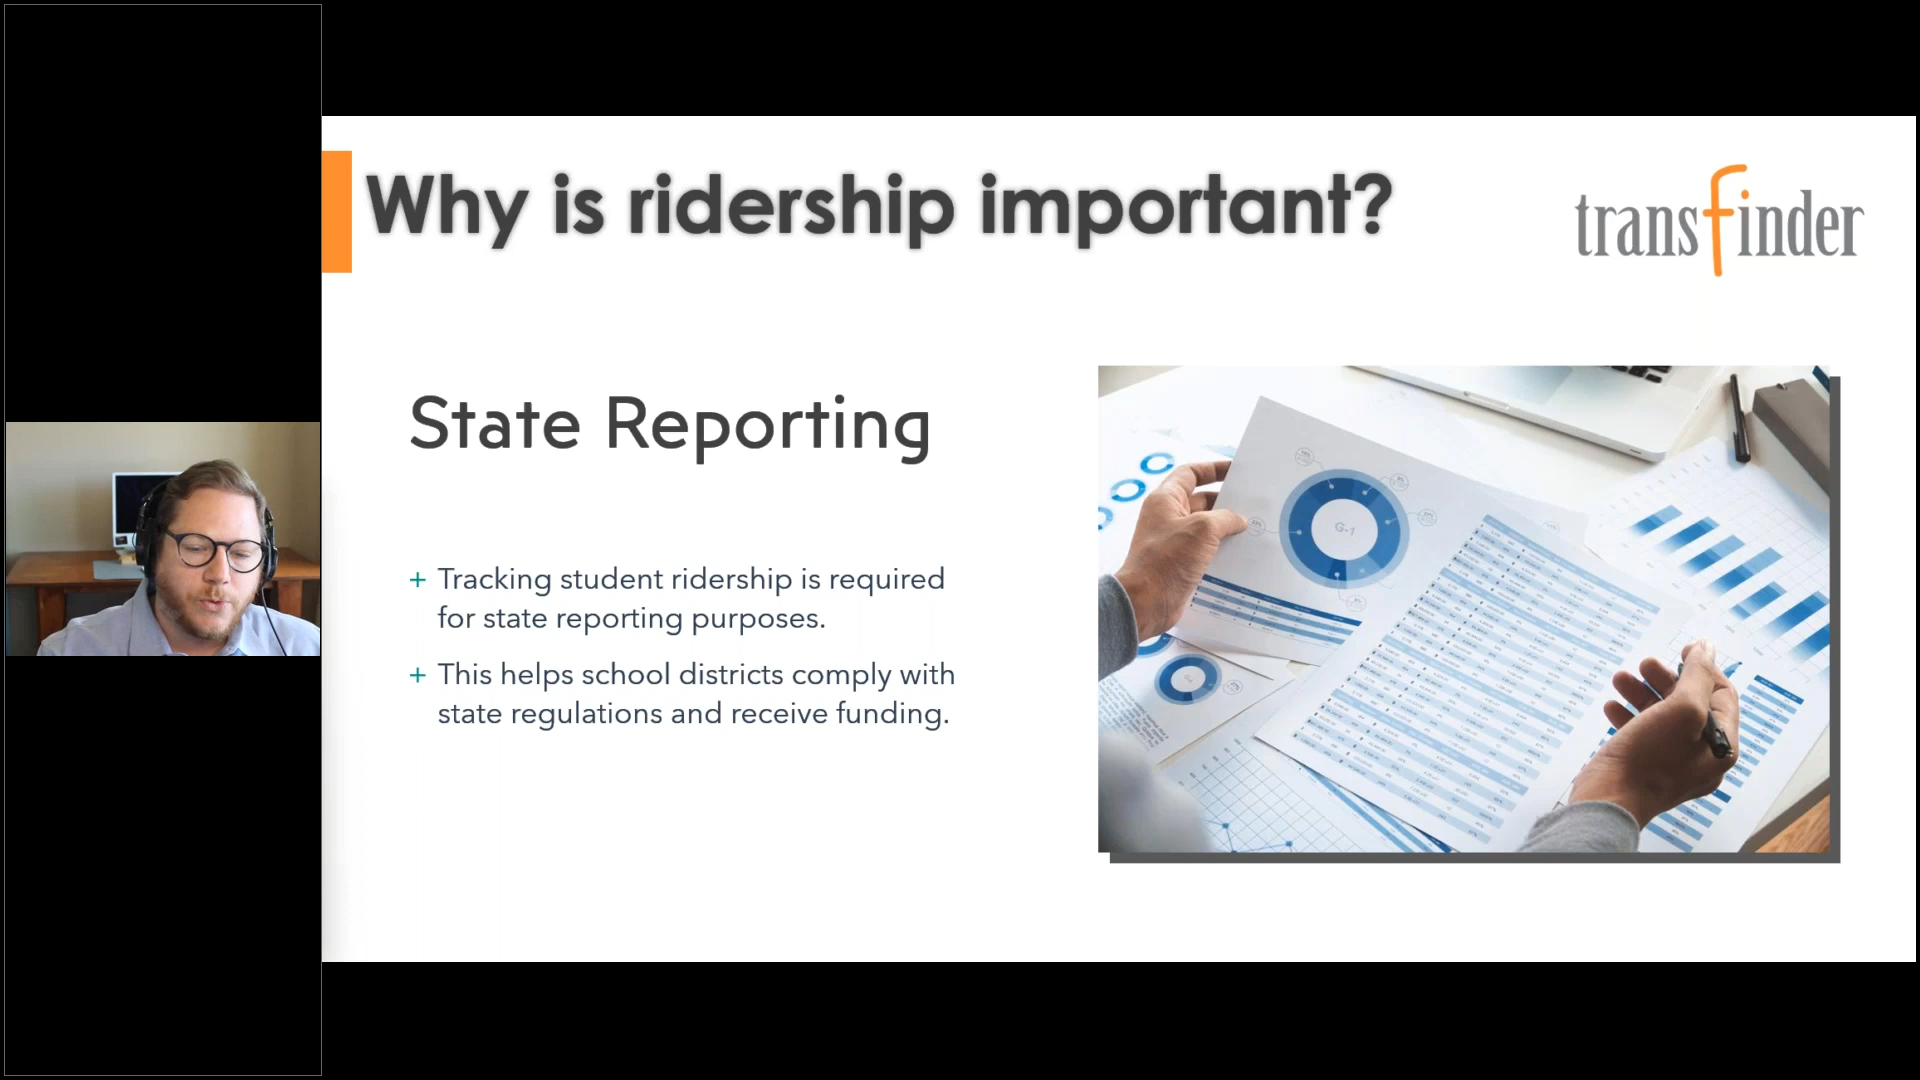 Why is ridership important?
transfinder
State Reporting
+ Tracking student ridership is required
for state reporting purposes.
+ This helps school districts comply with
state regulations and receive funding.
G-1